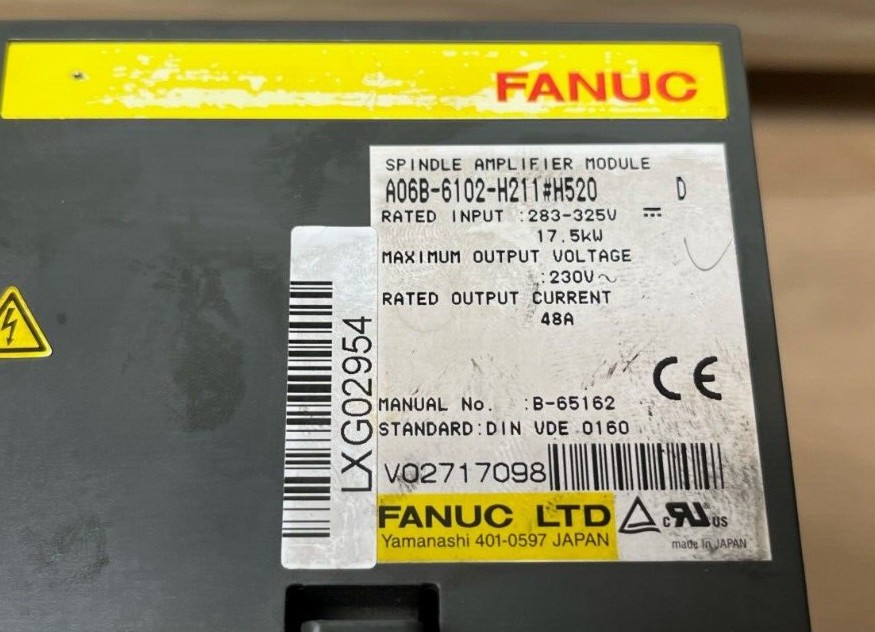 FANUC
SPINDLE AMPLIFIER MODULE
A06B-6102-H211#H520 D
RATED INPUT :283-325V ⎓
17.5kW
MAXIMUM OUTPUT VOLTAGE
:230V～
RATED OUTPUT CURRENT
48A
CE
MANUAL No. :B-65162
STANDARD:DIN VDE 0160
V02717098
FANUC LTD
Yamanashi 401-0597 JAPAN
c RU US
made in JAPAN
LXG02954